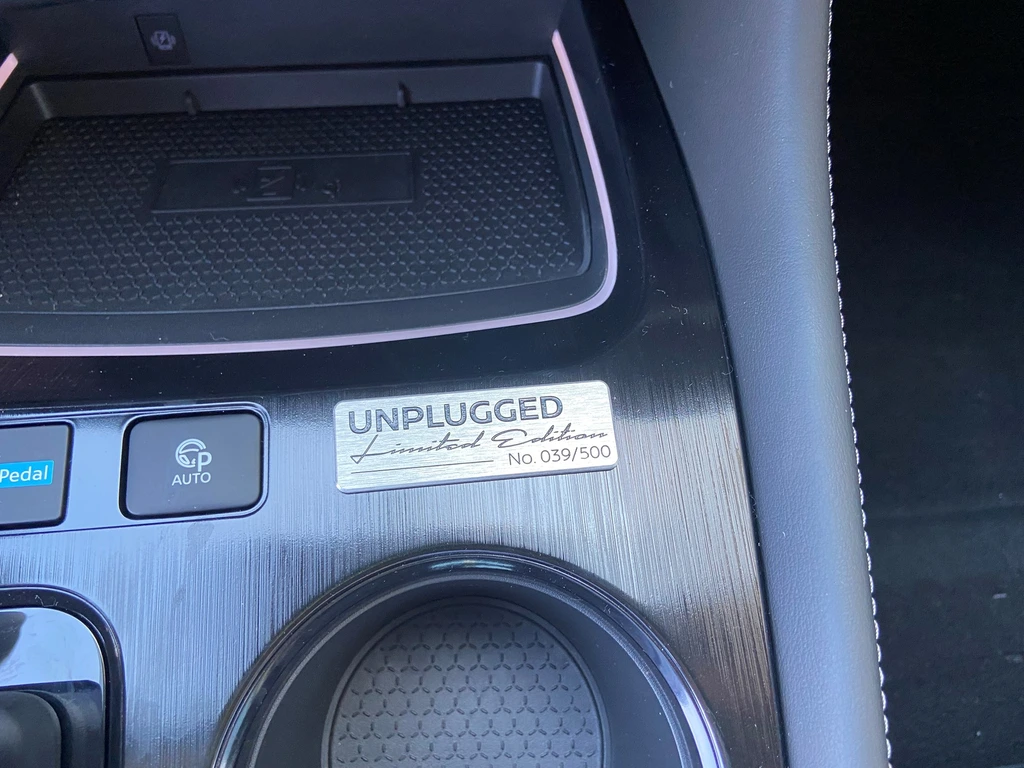 UNPLUGGED
Limited Edition
No. 039/500
Pedal
P
AUTO